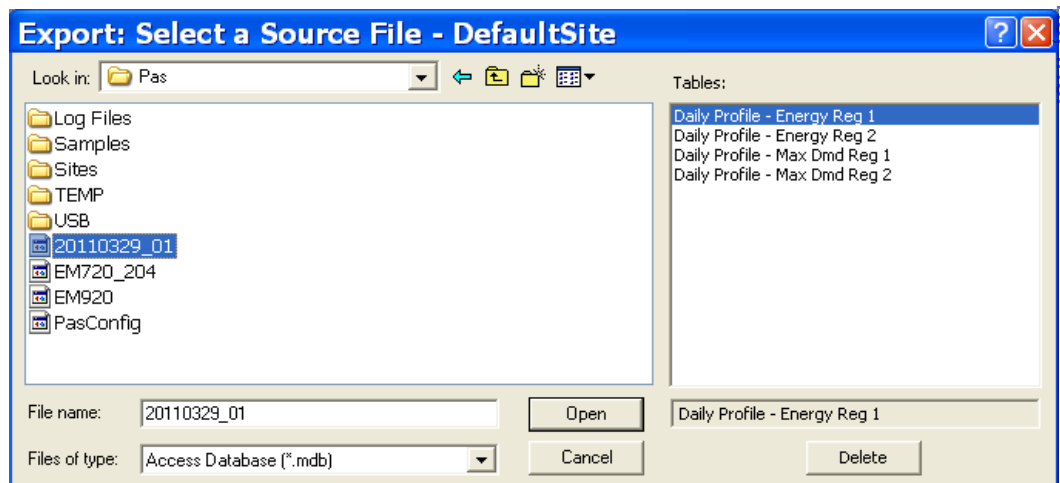 Export: Select a Source File - DefaultSite
Look in: Pas
Tables:
Log Files
Samples
Sites
TEMP
USB
20110329_01
EM720_204
EM920
PasConfig
Daily Profile - Energy Reg 1
Daily Profile - Energy Reg 2
Daily Profile - Max Dmd Reg 1
Daily Profile - Max Dmd Reg 2
File name: 20110329_01 Open
Daily Profile - Energy Reg 1
Files of type: Access Database (*.mdb) Cancel
Delete